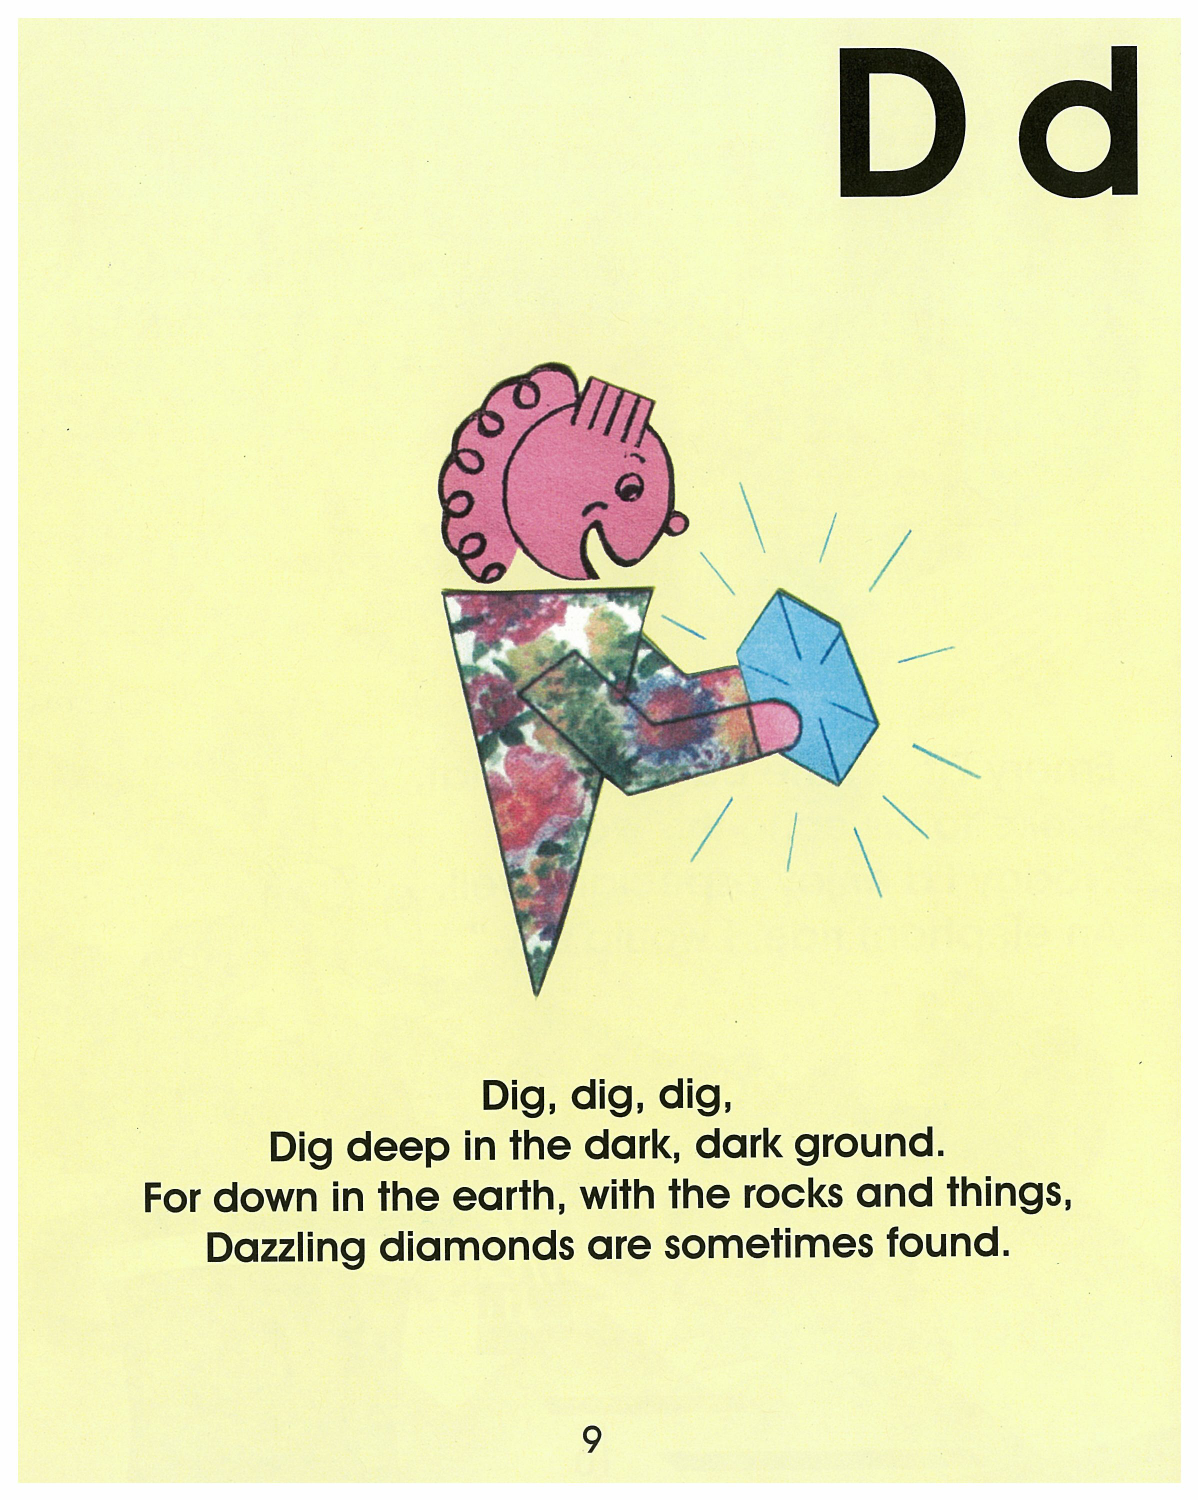 D d
Dig, dig, dig,
Dig deep in the dark, dark ground.
For down in the earth, with the rocks and things,
Dazzling diamonds are sometimes found.
9